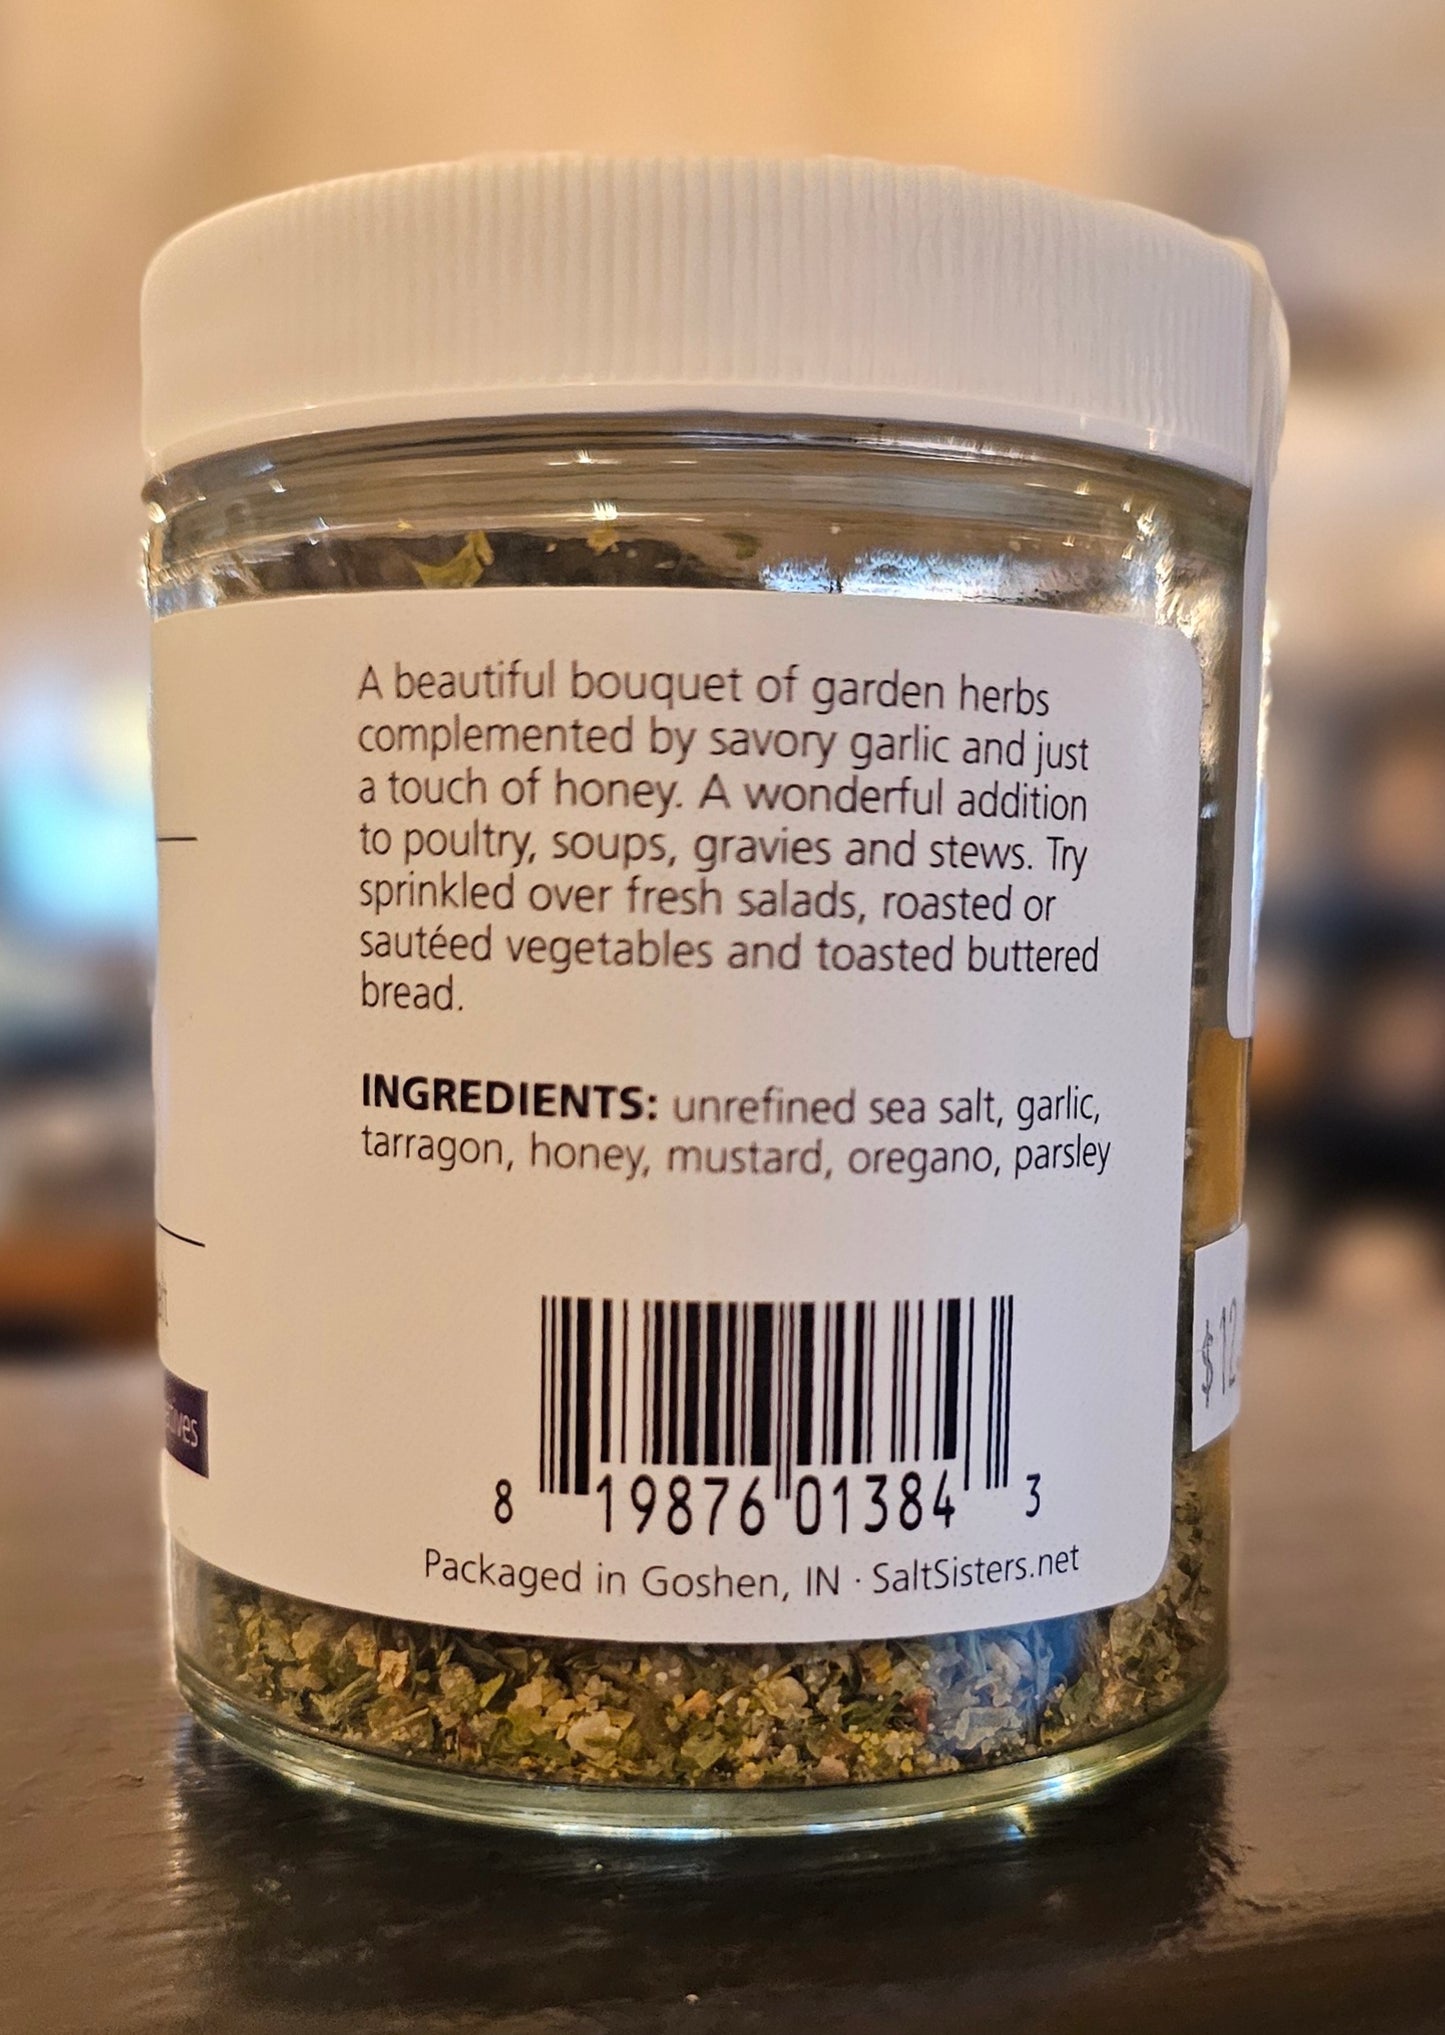 A beautiful bouquet of garden herbs
complemented by savory garlic and just
a touch of honey. A wonderful addition
to poultry, soups, gravies and stews. Try
sprinkled over fresh salads, roasted or
sautéed vegetables and toasted buttered
bread.
INGREDIENTS: unrefined sea salt, garlic,
tarragon, honey, mustard, oregano, parsley
8 19876 01384 3
Packaged in Goshen, IN · SaltSisters.net
$12